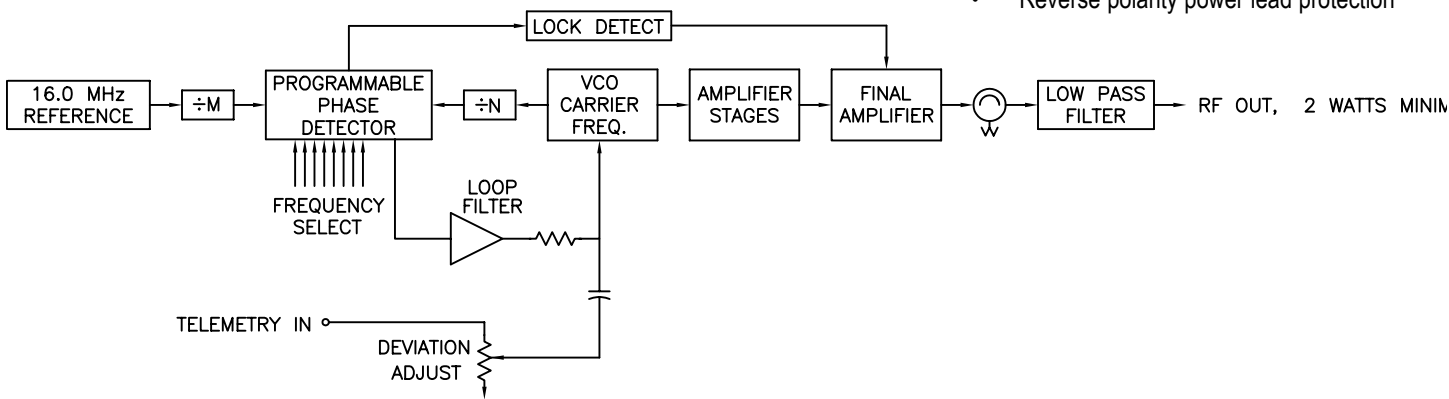 Reverse polarity power lead protection
LOCK DETECT
16.0 MHz
REFERENCE
÷M
PROGRAMMABLE
PHASE
DETECTOR
÷N
VCO
CARRIER
FREQ.
AMPLIFIER
STAGES
FINAL
AMPLIFIER
LOW PASS
FILTER
RF OUT, 2 WATTS
FREQUENCY
SELECT
LOOP
FILTER
TELEMETRY IN
DEVIATION
ADJUST